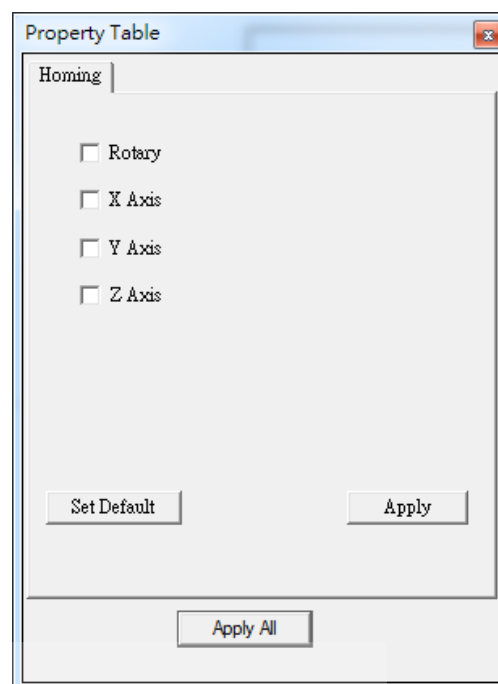 Property Table
Homing
Rotary
X Axis
Y Axis
Z Axis
Set Default
Apply
Apply All